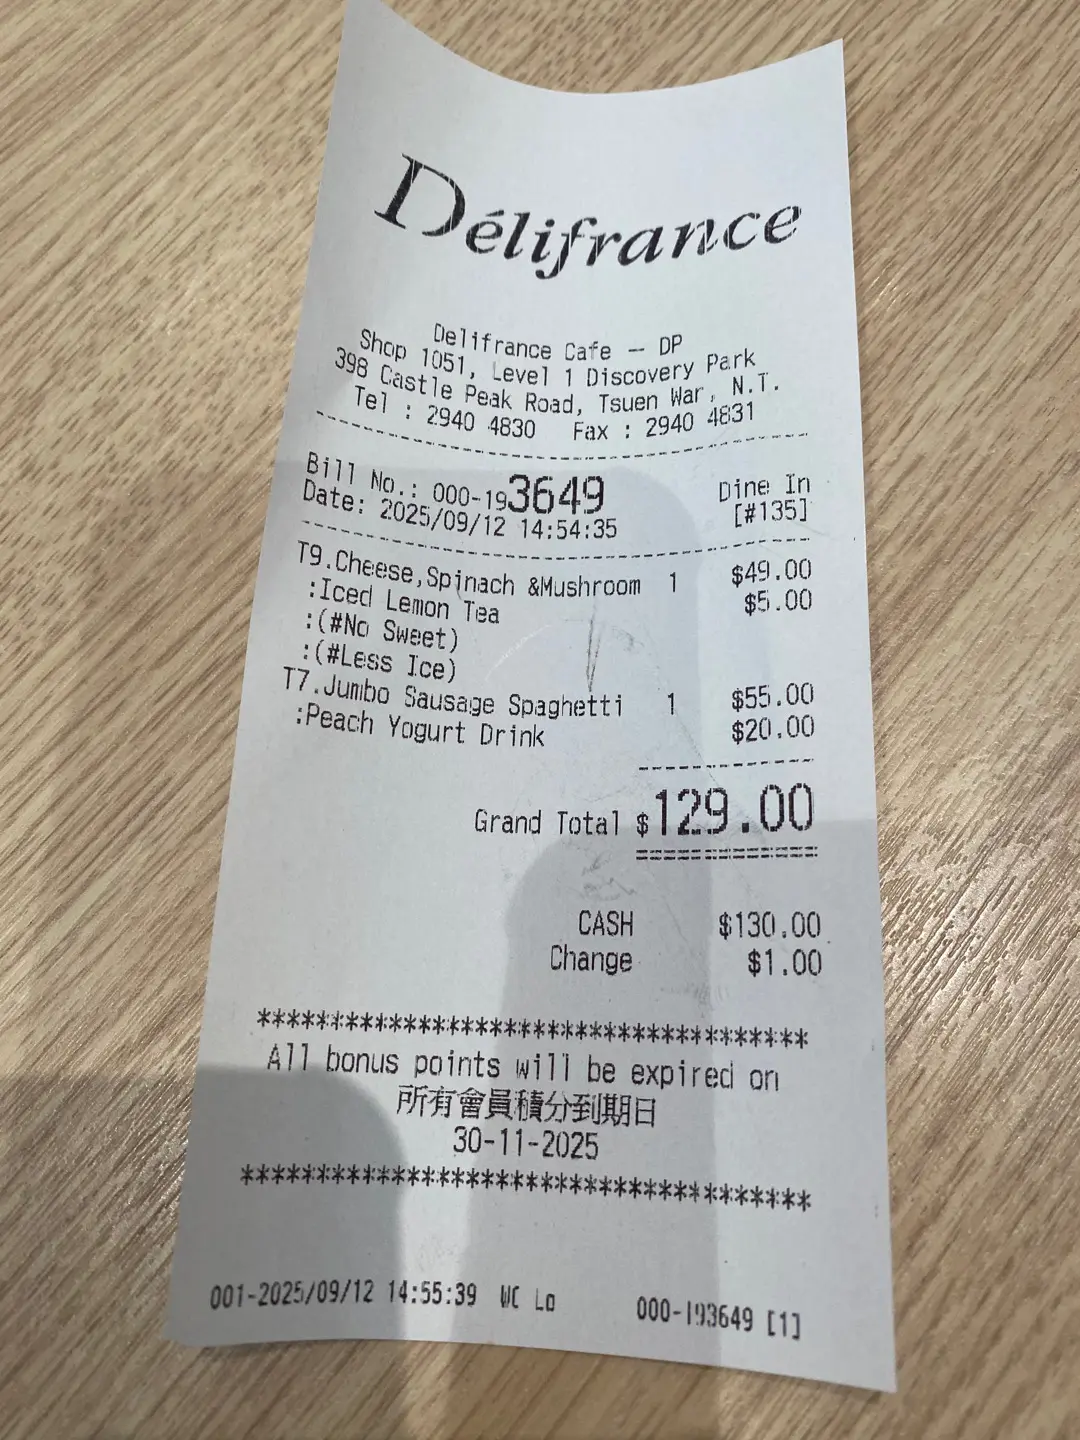 Délifrance
Delifrance Cafe – DP
Shop 1051, Level 1 Discovery Park
398 Castle Peak Road, Tsuen War, N.T.
Tel : 2940 4830 Fax : 2940 4831
Bill No.: 000-193649 Dine In
Date: 2025/09/12 14:54:35 [#135]
T9.Cheese,Spinach &Mushroom 1 $49.00
:Iced Lemon Tea $5.00
:(#No Sweet)
:(#Less Ice)
T7.Jumbo Sausage Spaghetti 1 $55.00
:Peach Yogurt Drink $20.00
Grand Total $129.00
CASH $130.00
Change $1.00
**************************************
All bonus points will be expired on
所有會員積分到期日
30-11-2025
***************************************
001-2025/09/12 14:55:39 WC Lo 000-193649 [1]